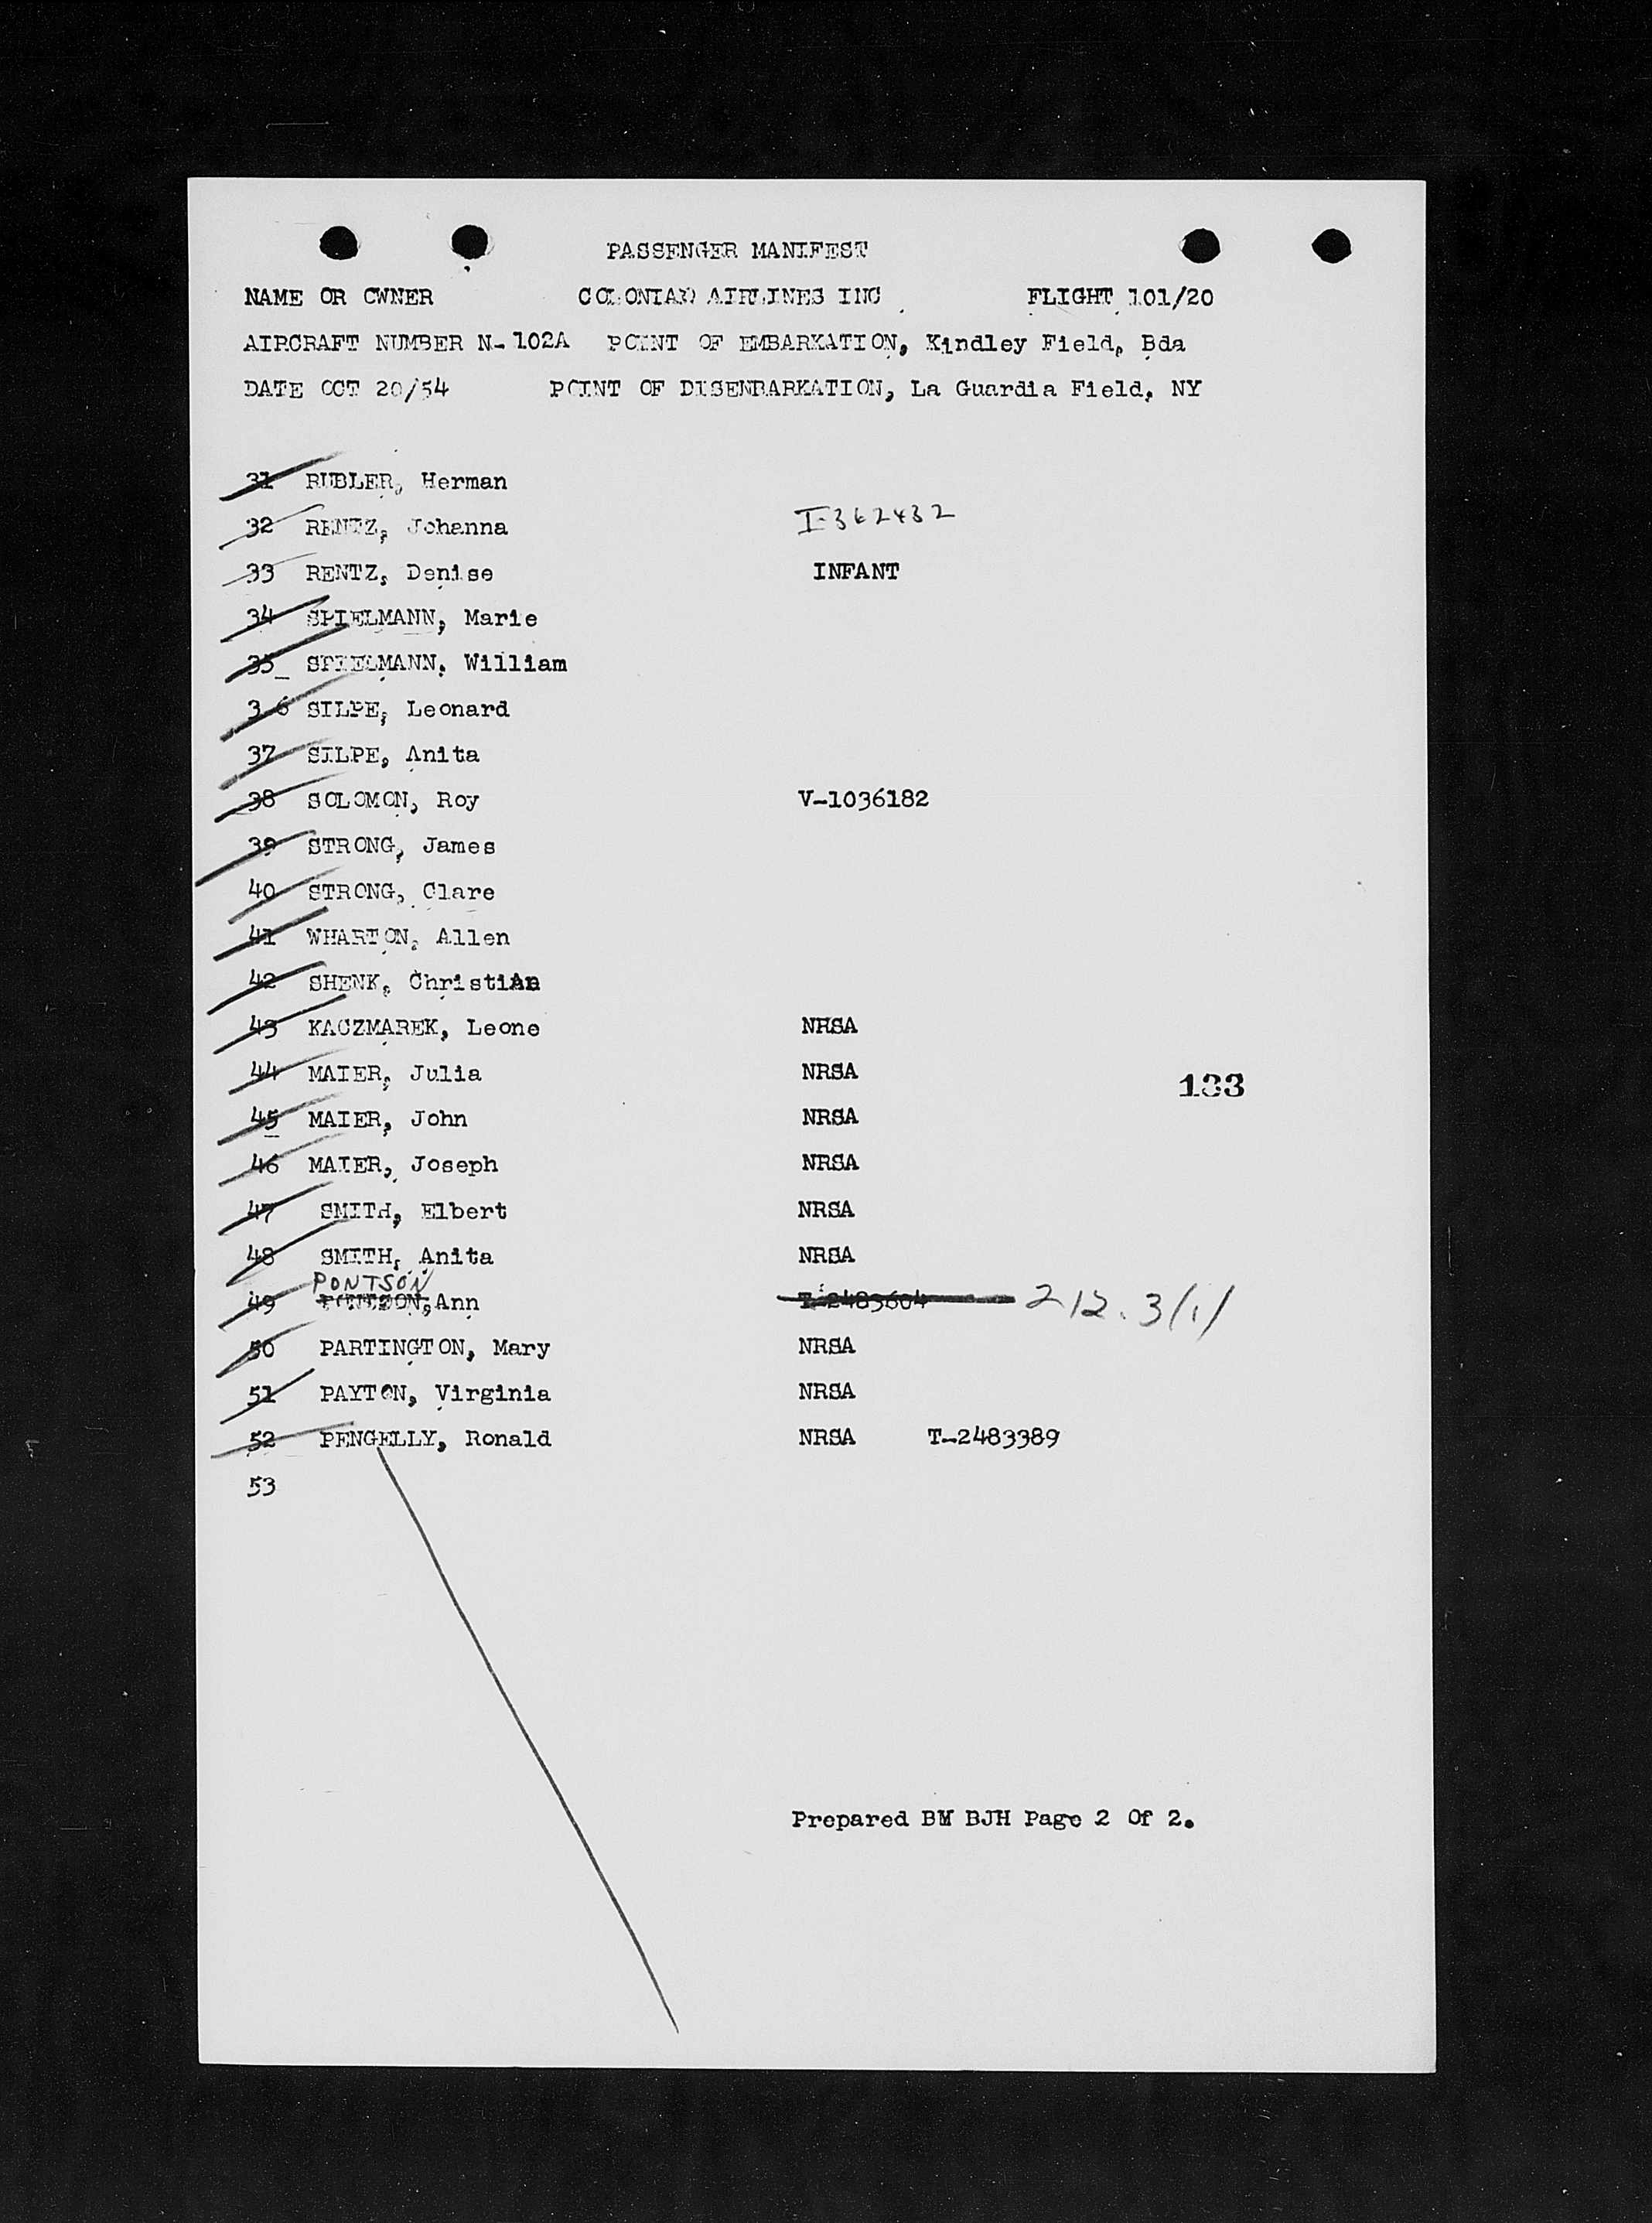 PASSENGER MANIFEST
NAME OR OWNER COLONIAL AIRLINES INC FLIGHT 101/20
AIRCRAFT NUMBER N-102A POINT OF EMBARKATION, Kindley Field, Bda
DATE OCT 20/54 POINT OF DISEMBARKATION, La Guardia Field, NY
31 RUBLER, Herman
32 RENTZ, Johanna I-362432
33 RENTZ, Denise INFANT
34 SPIELMANN, Marie
35 SPIELMANN, William
3 6 SILPE, Leonard
37 SILPE, Anita
38 SOLOMON, Roy V-1036182
39 STRONG, James
40 STRONG, Clare
41 WHARTON, Allen
42 SHENK, Christian
43 KACZMAREK, Leone NRSA
44 MAIER, Julia NRSA
133
45 MAIER, John NRSA
46 MAIER, Joseph NRSA
47 SMITH, Elbert NRSA
48 SMITH, Anita NRSA
PONTSON
49 Ann T-2483604 212.3(1)
50 PARTINGTON, Mary NRSA
51 PAYTON, Virginia NRSA
52 PENGELLY, Ronald NRSA T-2483389
53
Prepared BM BJH Page 2 Of 2.